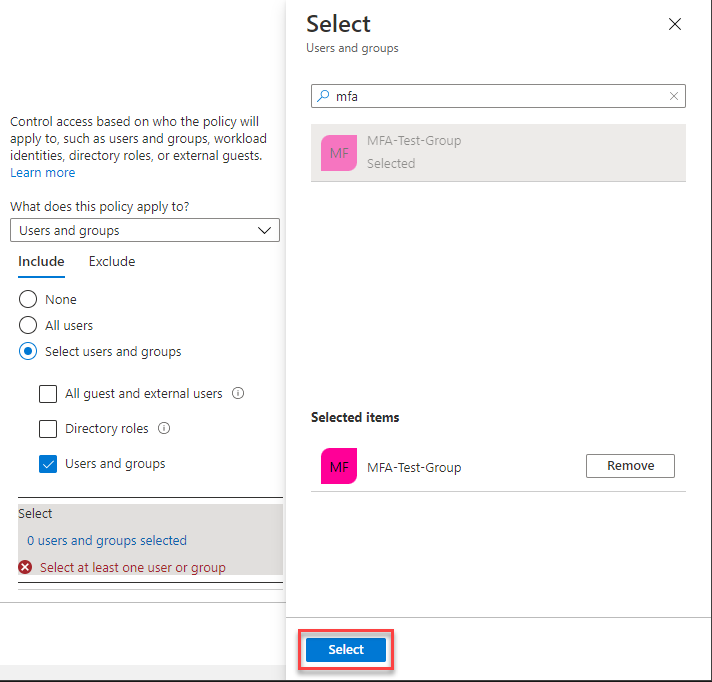 Control access based on who the policy will
apply to, such as users and groups, workload
identities, directory roles, or external guests.
Learn more
What does this policy apply to?
Users and groups
Include Exclude
None
All users
Select users and groups
All guest and external users
Directory roles
Users and groups
Select
0 users and groups selected
Select at least one user or group
Select
Users and groups
mfa
MF MFA-Test-Group
Selected
Selected items
MF MFA-Test-Group Remove
Select